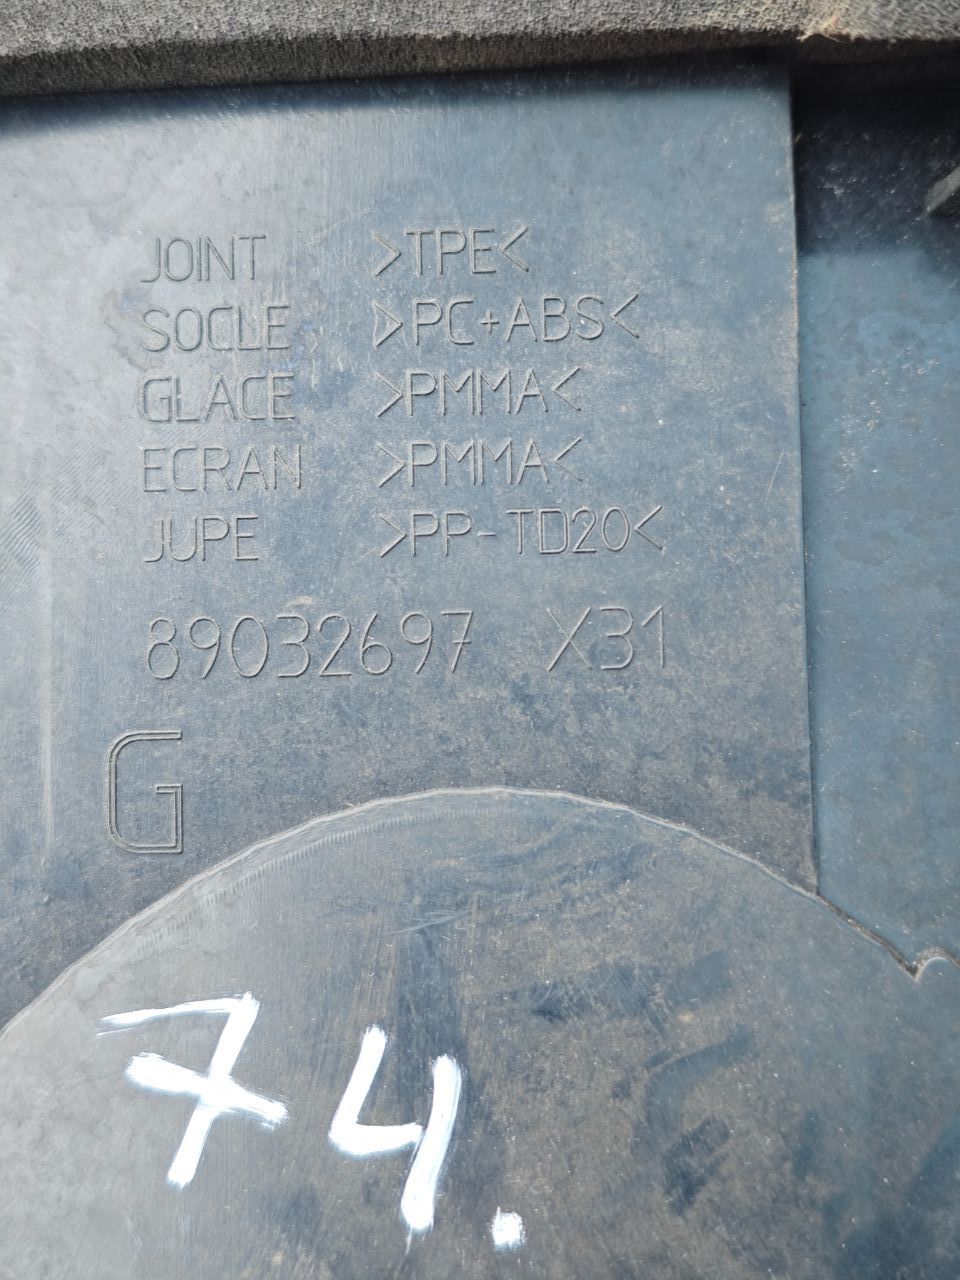 JOINT >TPE<
SOCLE >PC+ABS<
GLACE >PMMA<
ECRAN >PMMA<
JUPE >PP-TD20<
89032697 X31
G
74.